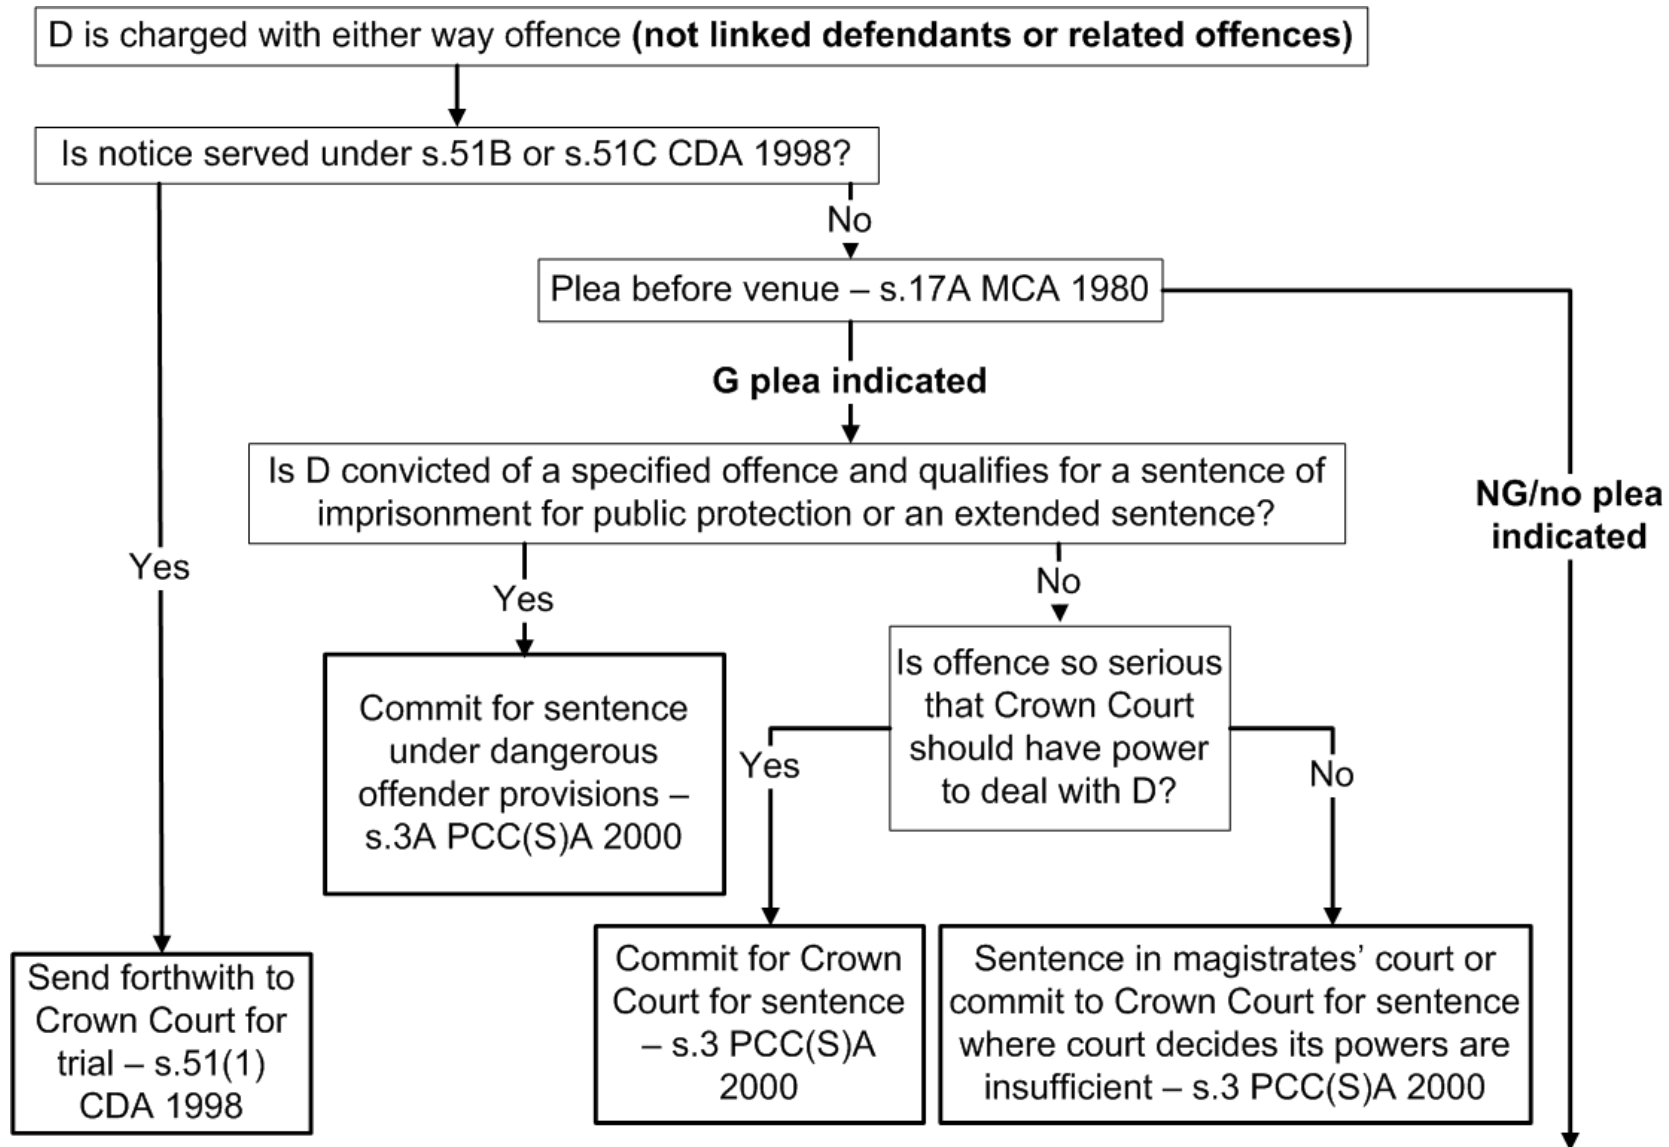 D is charged with either way offence (not linked defendants or related offences)
Is notice served under s.51B or s.51C CDA 1998?
No
Plea before venue – s.17A MCA 1980
G plea indicated
Is D convicted of a specified offence and qualifies for a sentence of
imprisonment for public protection or an extended sentence?
NG/no plea
indicated
Yes
Yes
No
Is offence so serious
that Crown Court
should have power
to deal with D?
Commit for sentence
under dangerous
offender provisions –
s.3A PCC(S)A 2000
Yes
No
Send forthwith to
Crown Court for
trial – s.51(1)
CDA 1998
Commit for Crown
Court for sentence
– s.3 PCC(S)A
2000
Sentence in magistrates’ court or
commit to Crown Court for sentence
where court decides its powers are
insufficient – s.3 PCC(S)A 2000